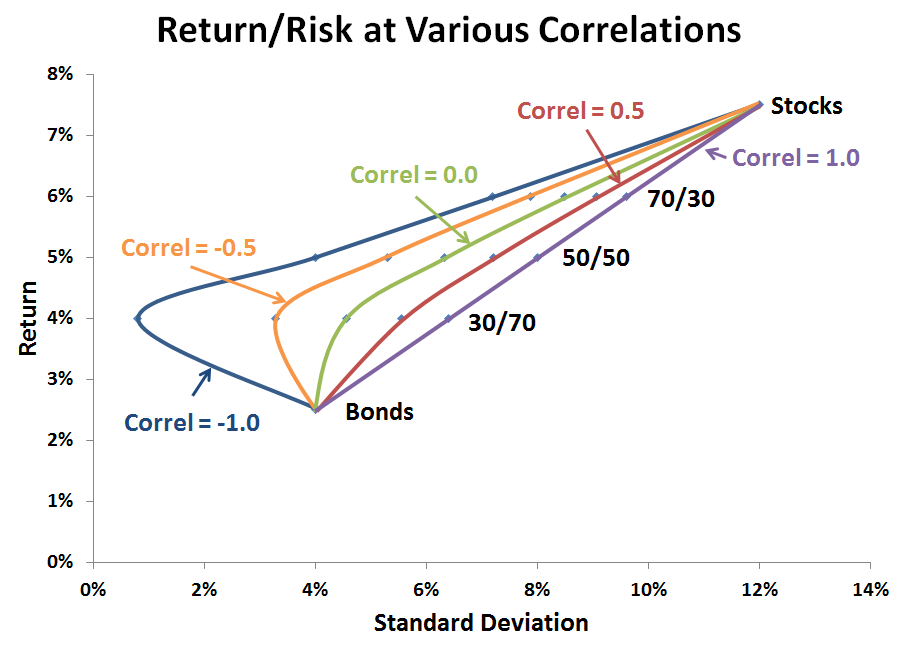 Return/Risk at Various Correlations
8%
7%
6%
5%
4%
3%
2%
1%
0%
Return
Correl = 0.5
Stocks
Correl = 1.0
Correl = 0.0
70/30
Correl = -0.5
50/50
30/70
Bonds
Correl = -1.0
0%
2%
4%
6%
8%
10%
12%
14%
Standard Deviation